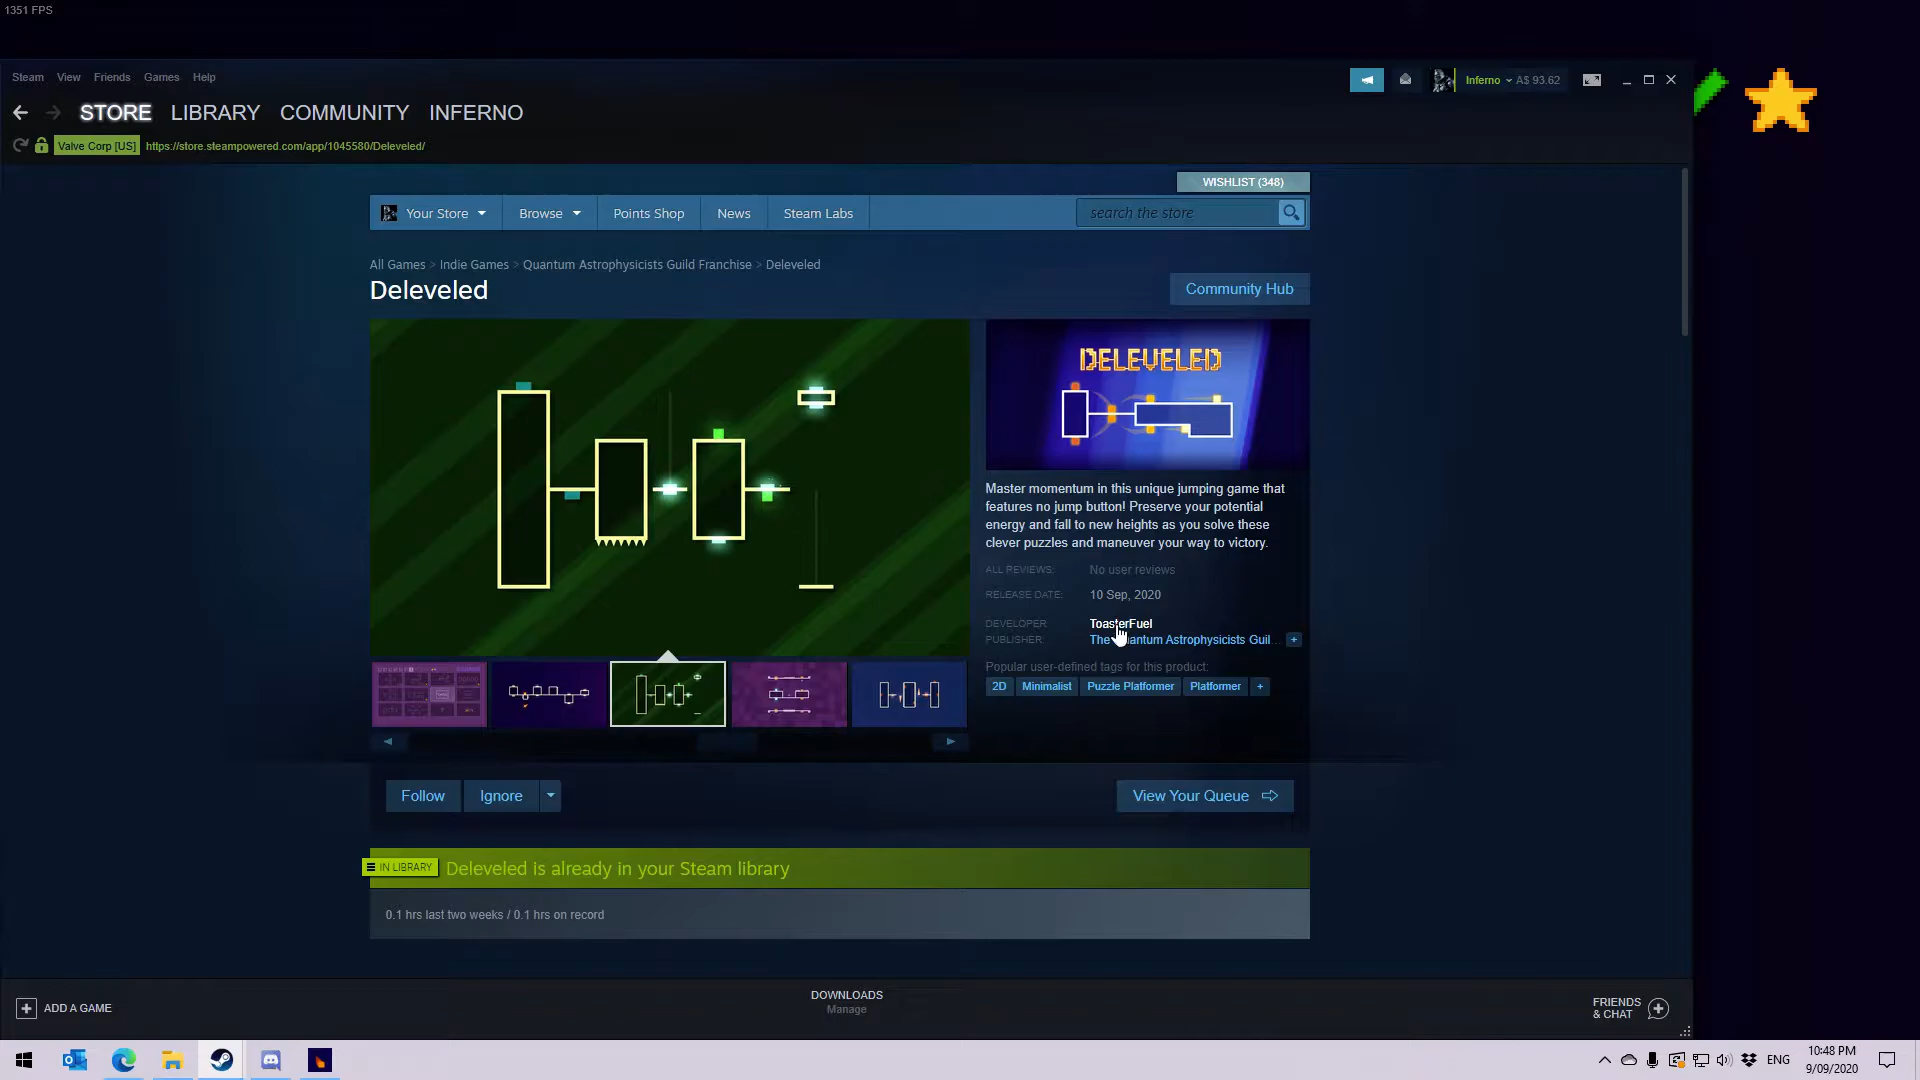 1351 FPS
Steam View Friends Games Help
Inferno A$ 93.62
STORE LIBRARY COMMUNITY INFERNO
Valve Corp [US] https://store.steampowered.com/app/1045580/Deleveled/
WISHLIST (348)
Your Store Browse Points Shop News Steam Labs search the store
All Games > Indie Games > Quantum Astrophysicists Guild Franchise > Deleveled
Deleveled
Community Hub
DELEVELED
Master momentum in this unique jumping game that
features no jump button! Preserve your potential
energy and fall to new heights as you solve these
clever puzzles and maneuver your way to victory.
ALL REVIEWS: No user reviews
RELEASE DATE: 10 Sep, 2020
DEVELOPER: ToasterFuel
PUBLISHER: The Quantum Astrophysicists Guil... +
Popular user-defined tags for this product:
2D Minimalist Puzzle Platformer Platformer +
Follow Ignore View Your Queue
IN LIBRARY Deleveled is already in your Steam library
0.1 hrs last two weeks / 0.1 hrs on record
ADD A GAME
DOWNLOADS
Manage
FRIENDS
& CHAT
ENG
10:48 PM
9/09/2020